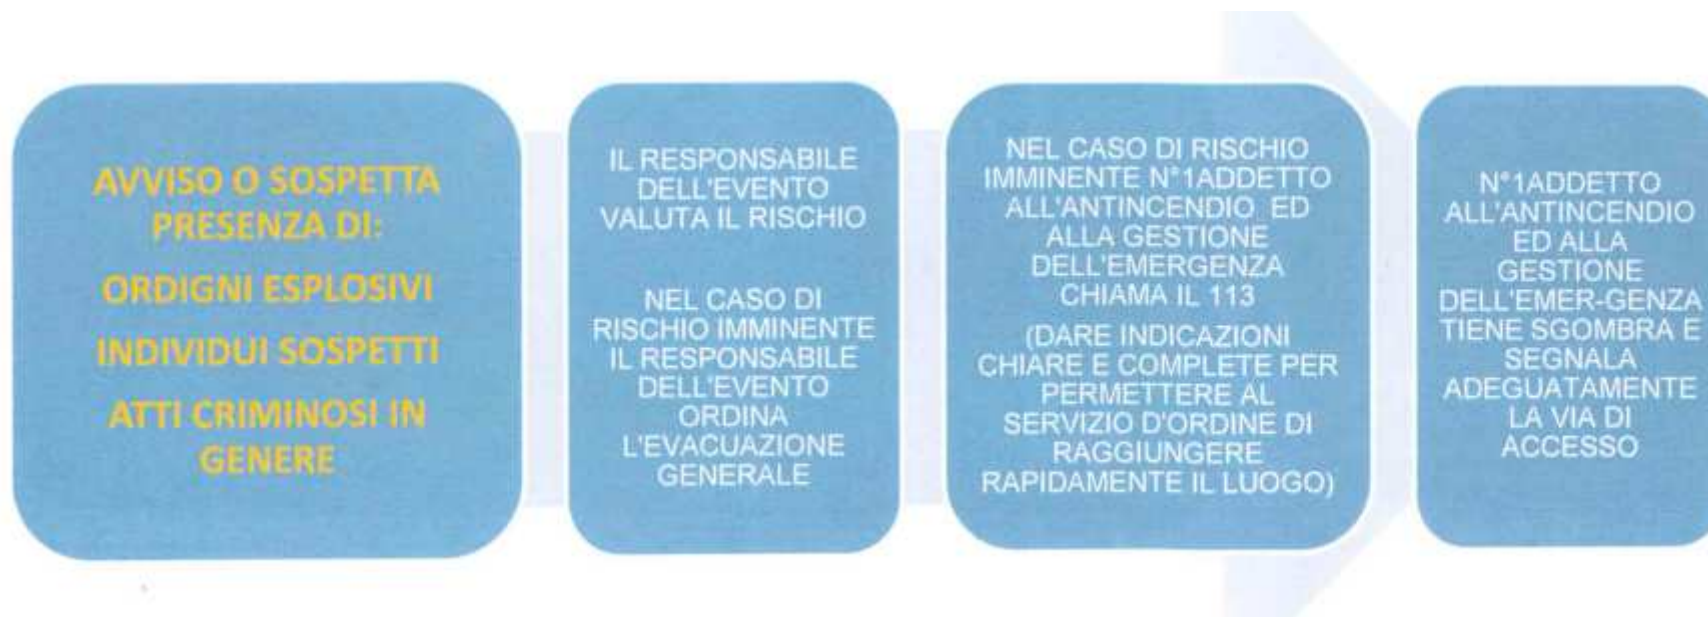 AVVISO O SOSPETTA
PRESENZA DI:
ORDIGNI ESPLOSIVI
INDIVIDUI SOSPETTI
ATTI CRIMINOSI IN
GENERE
IL RESPONSABILE
DELL'EVENTO
VALUTA IL RISCHIO
NEL CASO DI
RISCHIO IMMINENTE
IL RESPONSABILE
DELL'EVENTO
ORDINA
L'EVACUAZIONE
GENERALE
NEL CASO DI RISCHIO
IMMINENTE N°1ADDETTO
ALL'ANTINCENDIO ED
ALLA GESTIONE
DELL'EMERGENZA
CHIAMA IL 113
(DARE INDICAZIONI
CHIARE E COMPLETE PER
PERMETTERE AL
SERVIZIO D'ORDINE DI
RAGGIUNGERE
RAPIDAMENTE IL LUOGO)
N°1ADDETTO
ALL'ANTINCENDIO
ED ALLA
GESTIONE
DELL'EMER-GENZA
TIENE SGOMBRA E
SEGNALA
ADEGUATAMENTE
LA VIA DI
ACCESSO